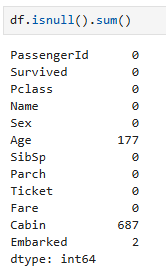 df.isnull().sum()
PassengerId 0
Survived 0
Pclass 0
Name 0
Sex 0
Age 177
SibSp 0
Parch 0
Ticket 0
Fare 0
Cabin 687
Embarked 2
dtype: int64